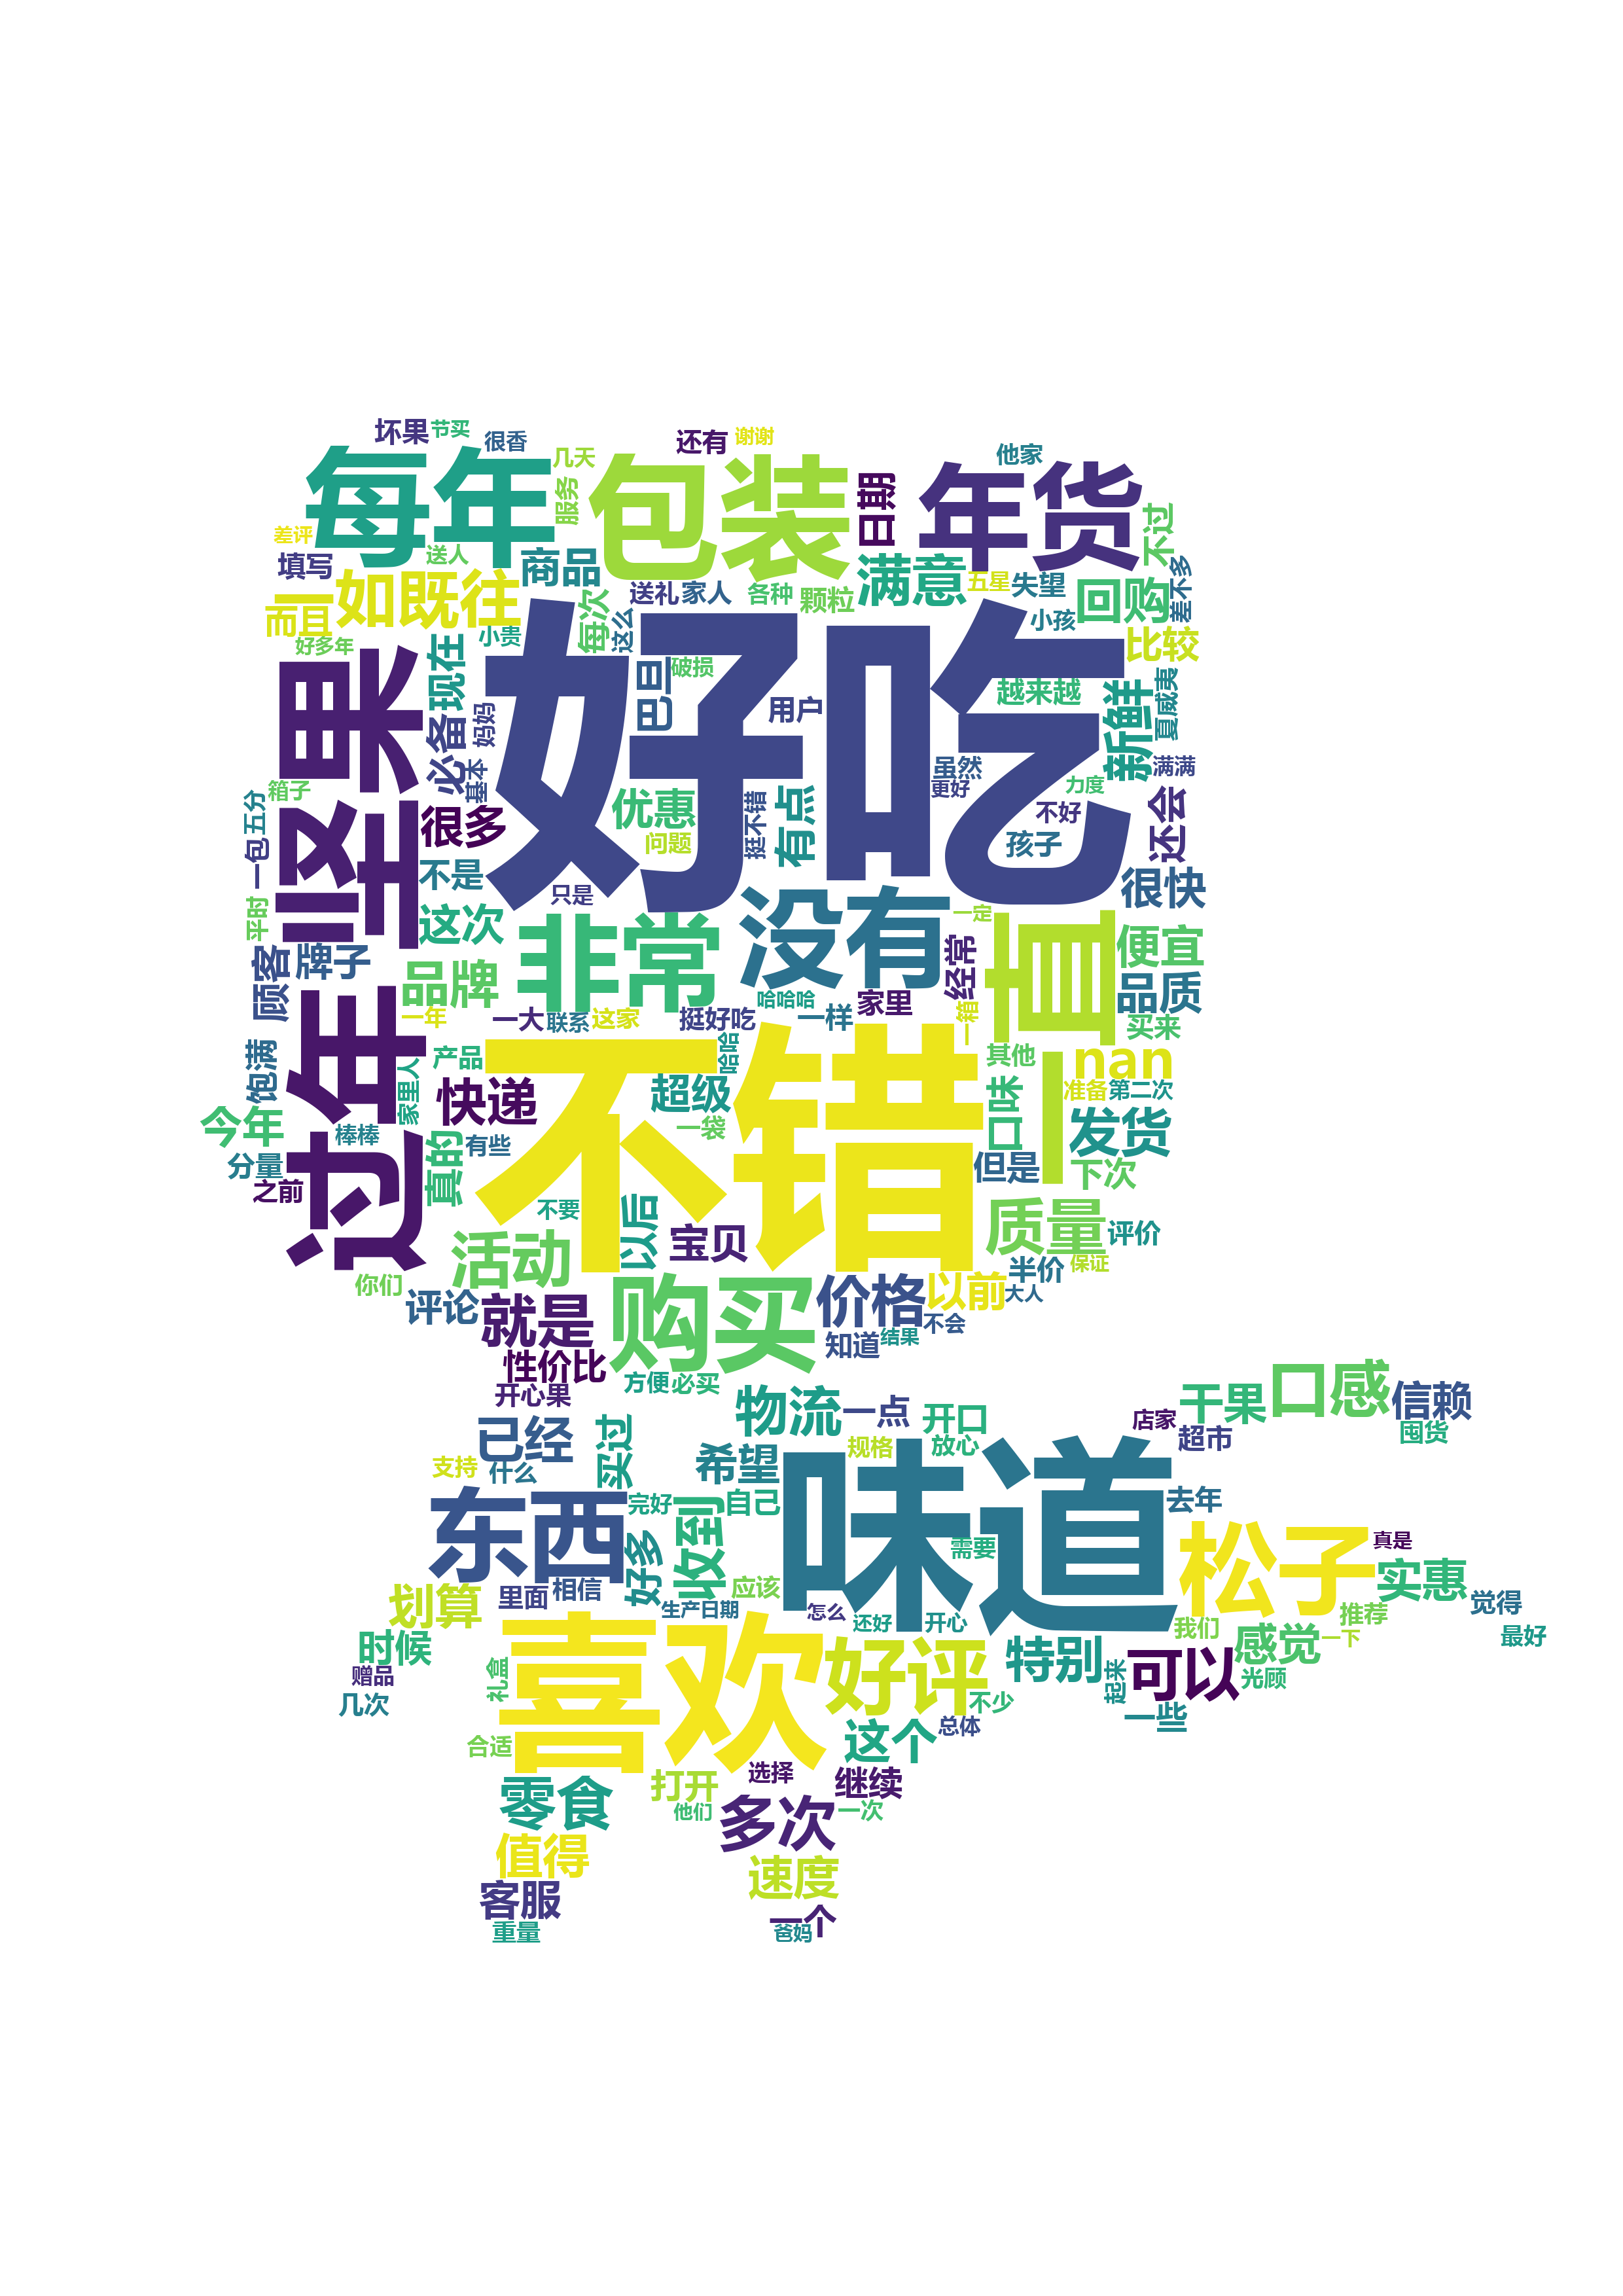 坏果 节买 很香 还有 谢谢 他家
每年 几天 服务 包装 日期 年货 不过
差评 填写 送人 商品 满意 五星 失望 回购 差不多
一如既往 而且 每次 这么 送礼 家人 各种 颗粒 小孩
好多年 小贵 现在 比较
好吃
坚果 必备 妈妈 基本 巴旦 破损 用户 越来越 新鲜 夏威夷
虽然 更好 力度 满满 不好 孩子 还会
箱子 五分 一包 很多 优惠 问题 挺不错 有点
不是 只是 很快
平时 这次 非常 没有 一定 经常 一直 便宜
顾客 牌子 品牌 品质
一年 一大 联系 这家 挺好吃 哈哈哈 一样 家里 一箱 买来
过年 饱满 产品 家里人 不错 哈哈 其他 nan
快递 超级 口味 准备 第二次
今年 棒棒 真的 有些 一袋 发货
分量 之前 但是 下次
不要 以后 宝贝 质量 评价
活动 半价 保证
你们 评论 就是 购买 价格 以前 大人
知道 结果 不会
性价比 开心果 方便 必买
物流 一点 开口 店家 干果 口感 信赖
已经 买过 希望 规格 放心 超市 囤货
支持 什么 味道
东西 完好 收到 自己 去年
好多 需要 松子 真是
划算 里面 相信 应该 实惠
生产日期 怎么 还好 开心 我们 推荐 觉得
时候 喜欢 好评 特别 感觉 一下 最好
赠品 礼盒 起来 可以 光顾
几次 不少 一些
合适 这个 总体
零食 打开 选择 继续
他们 多次 一次
值得 速度
客服 一个
重量 爸妈